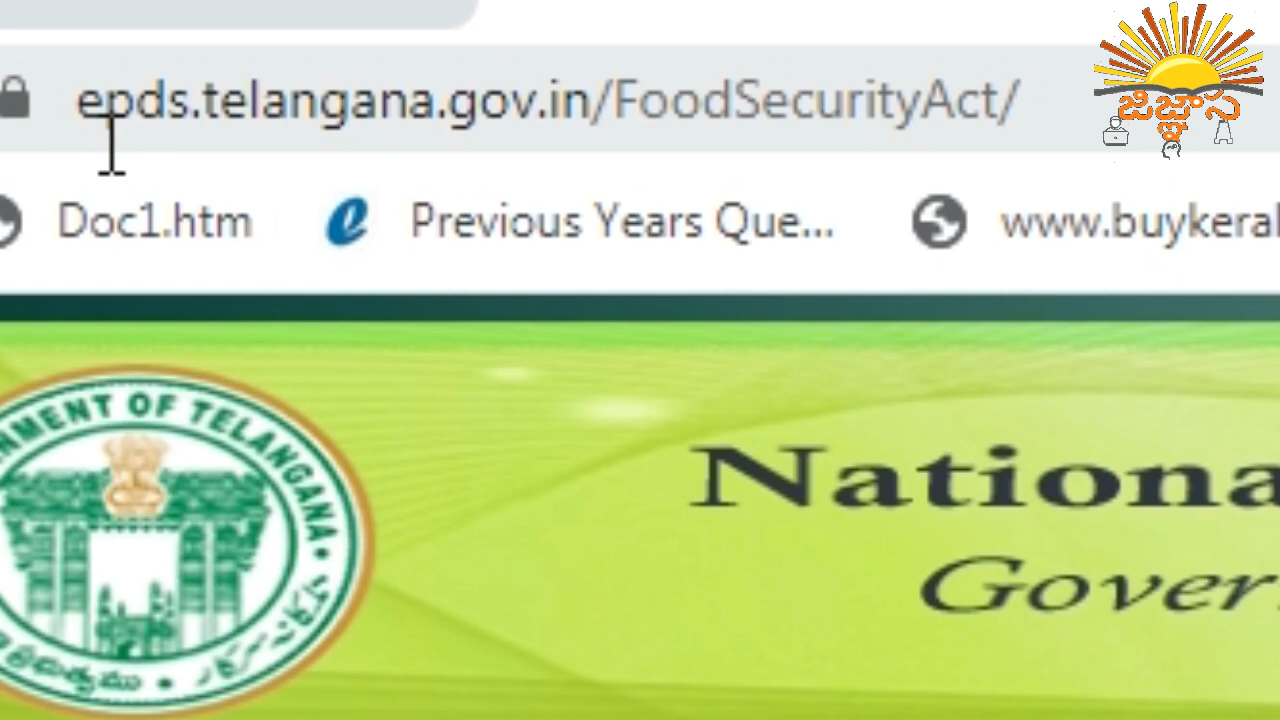 epds.telangana.gov.in/FoodSecurityAct/
జిజ్ఞాస
Doc1.htm
Previous Years Que...
www.buykeral
NMENT OF TELANGANA
Nationa
Gover